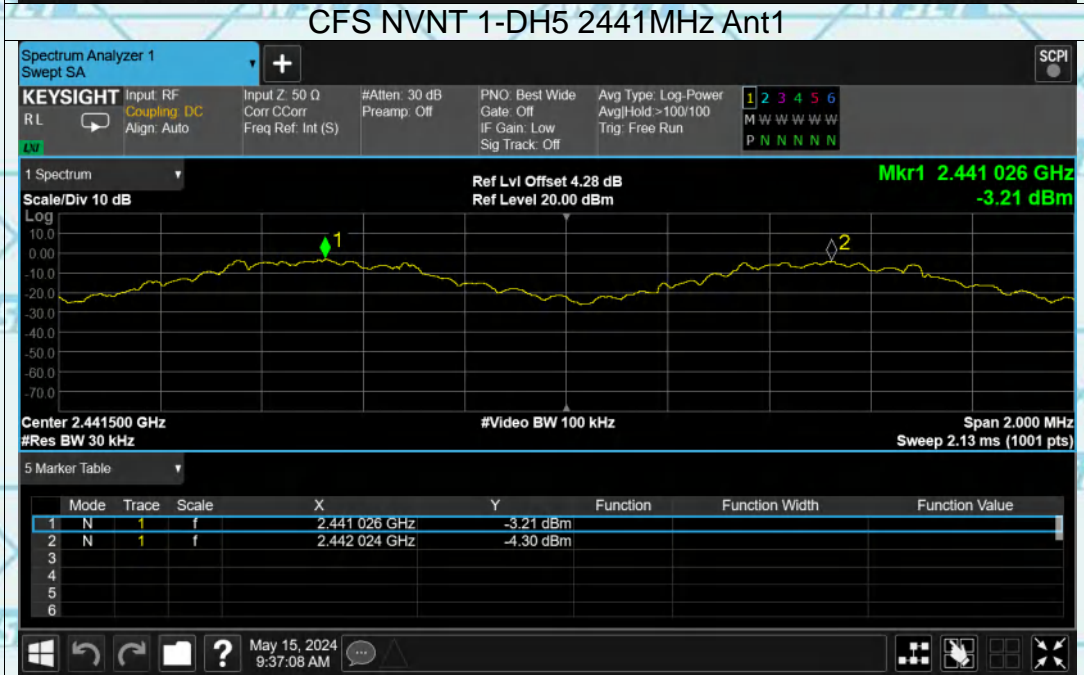 CFS NVNT 1-DH5 2441MHz Ant1
Spectrum Analyzer 1
Swept SA
+
SCPI
KEYSIGHT Input: RF Input Z: 50 Ω #Atten: 30 dB PNO: Best Wide Avg Type: Log-Power 1 2 3 4 5 6
RL Coupling: DC Corr CCorr Preamp: Off Gate: Off Avg|Hold:>100/100 M W W W W W
Align: Auto Freq Ref: Int (S) IF Gain: Low Trig: Free Run
LXI Sig Track: Off P N N N N N
1 Spectrum Ref Lvl Offset 4.28 dB Mkr1 2.441 026 GHz
Scale/Div 10 dB Ref Level 20.00 dBm -3.21 dBm
Log
10.0
0.00
-10.0
-20.0
-30.0
-40.0
-50.0
-60.0
-70.0
1
2
Center 2.441500 GHz #Video BW 100 kHz Span 2.000 MHz
#Res BW 30 kHz Sweep 2.13 ms (1001 pts)
5 Marker Table
Mode Trace Scale X Y Function Function Width Function Value
1 N 1 f 2.441 026 GHz -3.21 dBm
2 N 1 f 2.442 024 GHz -4.30 dBm
3
4
5
6
? May 15, 2024
9:37:08 AM